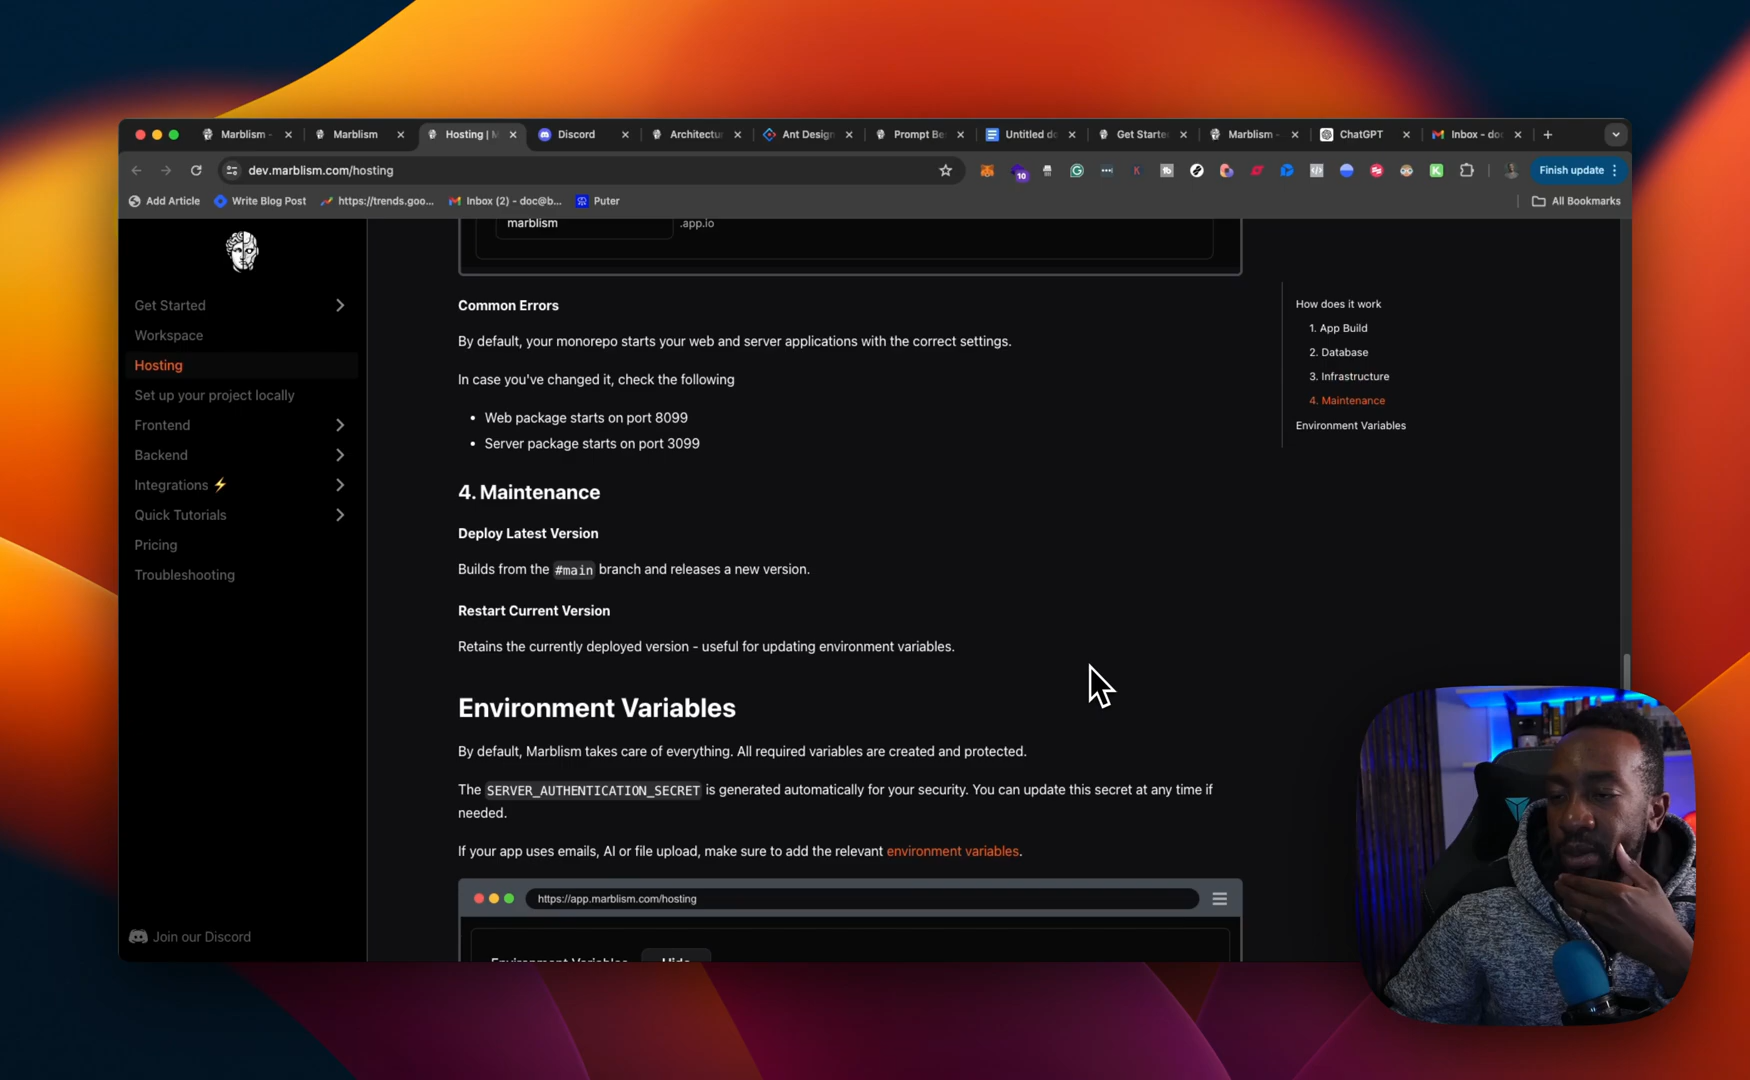 Marblism -
Marblism
Hosting | M
Discord
Architectu
Ant Design
Prompt Be
Untitled do
Get Starte
Marblism -
ChatGPT
Inbox - doc
dev.marblism.com/hosting
10
Finish update
Add Article
Write Blog Post
https://trends.goo...
Inbox (2) - doc@b...
Puter
All Bookmarks
Get Started
Workspace
Hosting
Set up your project locally
Frontend
Backend
Integrations ⚡
Quick Tutorials
Pricing
Troubleshooting
Join our Discord
marblism
.app.io
Common Errors
By default, your monorepo starts your web and server applications with the correct settings.
In case you've changed it, check the following
• Web package starts on port 8099
• Server package starts on port 3099
4. Maintenance
Deploy Latest Version
Builds from the #main branch and releases a new version.
Restart Current Version
Retains the currently deployed version - useful for updating environment variables.
Environment Variables
By default, Marblism takes care of everything. All required variables are created and protected.
The SERVER_AUTHENTICATION_SECRET is generated automatically for your security. You can update this secret at any time if
needed.
If your app uses emails, AI or file upload, make sure to add the relevant environment variables.
https://app.marblism.com/hosting
Environment Variables
Hide
How does it work
1. App Build
2. Database
3. Infrastructure
4. Maintenance
Environment Variables